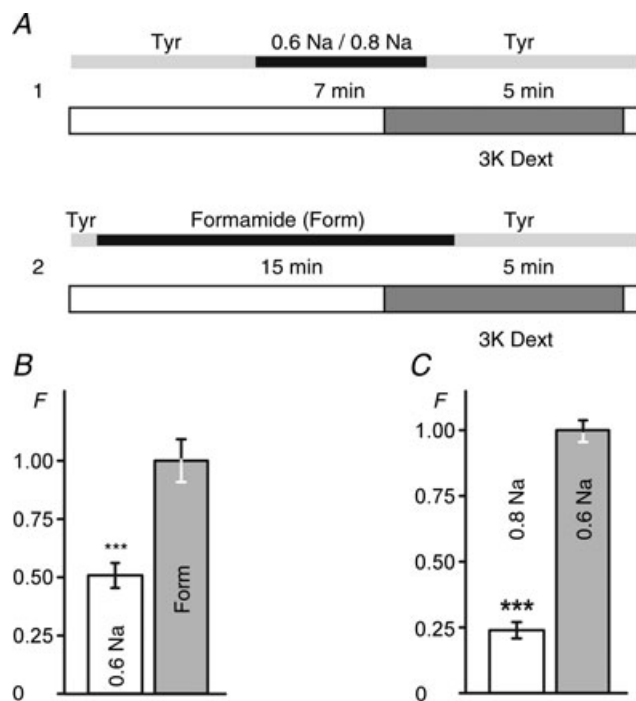 A
Tyr 0.6 Na / 0.8 Na Tyr
1 7 min 5 min
3K Dext
Tyr Formamide (Form) Tyr
2 15 min 5 min
3K Dext
B
F
1.00
0.75
0.50
0.25
0
***
0.6 Na
Form
C
F
1.00
0.75
0.50
0.25
0
0.8 Na
***
0.6 Na